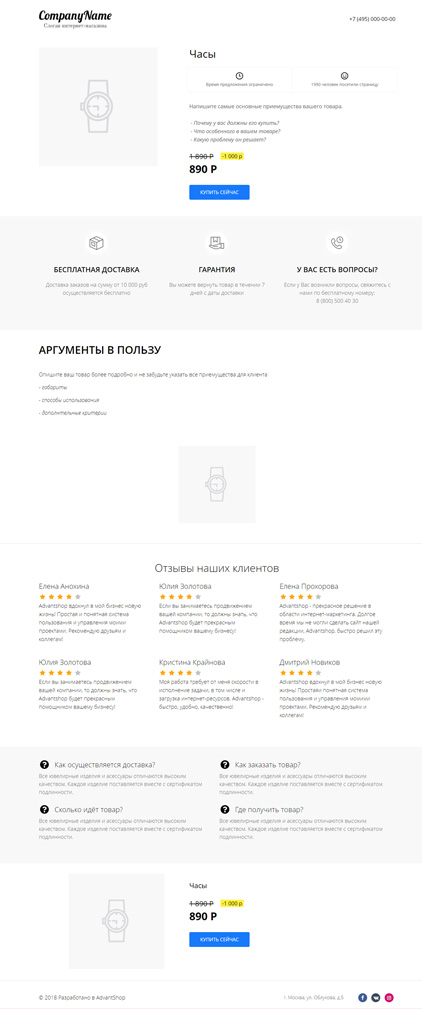 CompanyName
Слоган интернет-магазина
+7 (495) 000-00-00
Часы
Время предложения ограничено
1930 человек посетили страницу
Напишите самые основные преимущества вашего товара.
- Почему у вас должны его купить?
- Что особенного в вашем товаре?
- Какую проблему он решает?
1 890 Р
-1 000 р
890 Р
КУПИТЬ СЕЙЧАС
БЕСПЛАТНАЯ ДОСТАВКА
Доставка заказов на сумму от 10 000 руб
осуществляется бесплатно
ГАРАНТИЯ
Вы можете вернуть товар в течении 7
дней с даты доставки
У ВАС ЕСТЬ ВОПРОСЫ?
Если у Вас возникли вопросы, свяжитесь с
нами по бесплатному номеру:
8 (800) 500 40 30
АРГУМЕНТЫ В ПОЛЬЗУ
Опишите ваш товар более подробно и не забудьте указать все преимущества для клиента
- габариты
- способы использования
- дополнительные критерии
Отзывы наших клиентов
Елена Анохина
Advantshop вдохнул в мой бизнес новую
жизнь! Простая и понятная система
пользования и управления моими
проектами. Рекомендую друзьям и
коллегам!
Юлия Золотова
Если вы занимаетесь продвижением
вашей компании, то должны знать, что
Advantshop будет прекрасным
помощником вашему бизнесу!
Елена Прохорова
Advantshop - прекрасное решение в
области интернет-маркетинга. Долгое
время мы не могли сделать сайт нашей
редакции, Advantshop, быстро решил эту
проблему.
Юлия Золотова
Если вы занимаетесь продвижением
вашей компании, то должны знать, что
Advantshop будет прекрасным
помощником вашему бизнесу!
Кристина Крайнова
Моя работа требует от меня скорости в
исполнение задачи, в том числе и
загрузка интернет-ресурсов. Advantshop -
быстро, удобно, качественно!
Дмитрий Новиков
Advantshop вдохнул в мой бизнес новую
жизнь! Простая и понятная система
пользования и управления моими
проектами. Рекомендую друзьям и
коллегам!
Как осуществляется доставка?
Все ювелирные изделия и аксессуары отличаются высоким
качеством. Каждое изделие поставляется вместе с сертификатом
подлинности.
Как заказать товар?
Все ювелирные изделия и аксессуары отличаются высоким
качеством. Каждое изделие поставляется вместе с сертификатом
подлинности.
Сколько идёт товар?
Все ювелирные изделия и аксессуары отличаются высоким
качеством. Каждое изделие поставляется вместе с сертификатом
подлинности.
Где получить товар?
Все ювелирные изделия и аксессуары отличаются высоким
качеством. Каждое изделие поставляется вместе с сертификатом
подлинности.
Часы
1 890 Р
-1 000 р
890 Р
КУПИТЬ СЕЙЧАС
© 2018 Разработано в AdvantShop
г. Москва, ул. Облукова, д.5